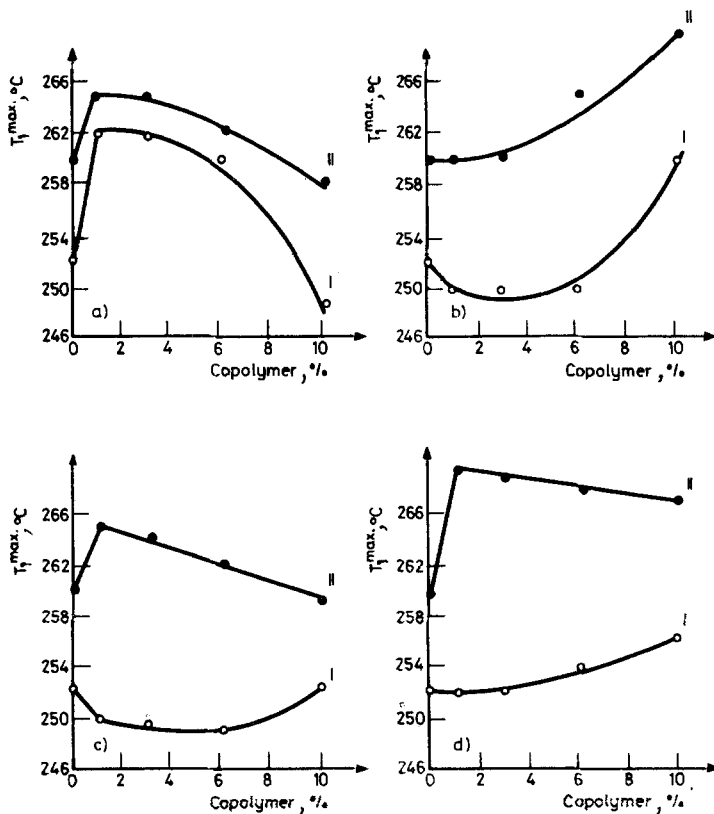 T₁ᵐᵃˣ·, °C
266
262
258
254
250
246
II
I
a)
0 2 4 6 8 10
Copolymer, %
T₁ᵐᵃˣ·, °C
266
262
258
254
250
246
II
I
b)
0 2 4 6 8 10
Copolymer, %
T₁ᵐᵃˣ·, °C
266
262
258
254
250
246
II
I
c)
0 2 4 6 8 10
Copolymer, %
T₁ᵐᵃˣ·, °C
266
262
258
254
250
246
II
I
d)
0 2 4 6 8 10
Copolymer, %